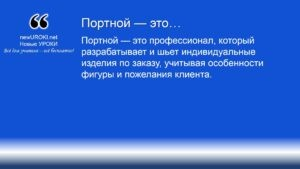 Портной — это…
newUROKI.net
Новые УРОКИ
Всё для учителя – всё бесплатно!
Портной — это профессионал, который
разрабатывает и шьет индивидуальные
изделия по заказу, учитывая особенности
фигуры и пожелания клиента.